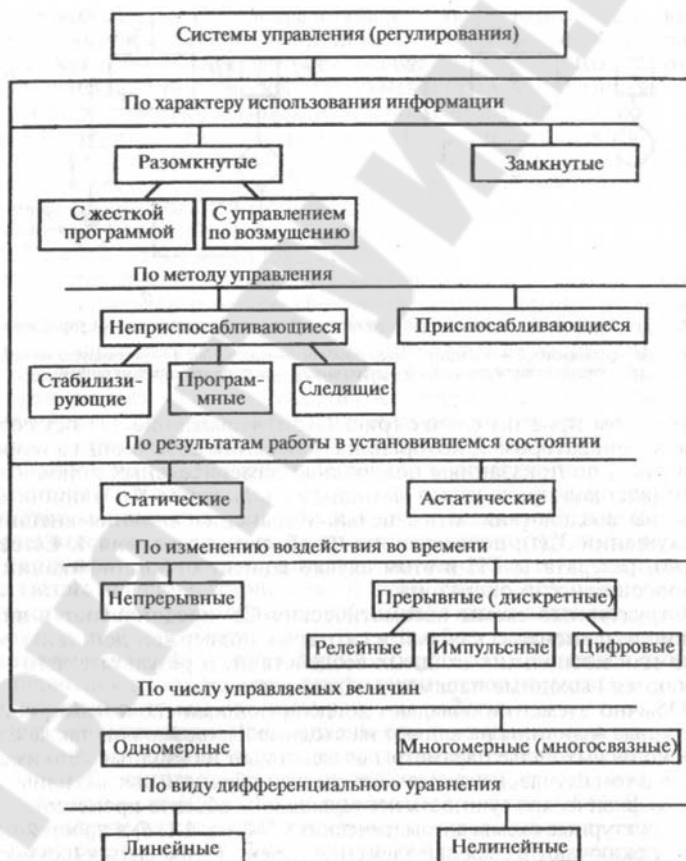 Системы управления (регулирования)
По характеру использования информации
Разомкнутые
Замкнутые
С жесткой
программой
С управлением
по возмущению
По методу управления
Неприспосабливающиеся
Приспосабливающиеся
Стабилизи-
рующие
Програм-
мные
Следящие
По результатам работы в установившемся состоянии
Статические
Астатические
По изменению воздействия во времени
Непрерывные
Прерывные (дискретные)
Релейные
Импульсные
Цифровые
По числу управляемых величин
Одномерные
Многомерные (многосвязные)
По виду дифференциального уравнения
Линейные
Нелинейные